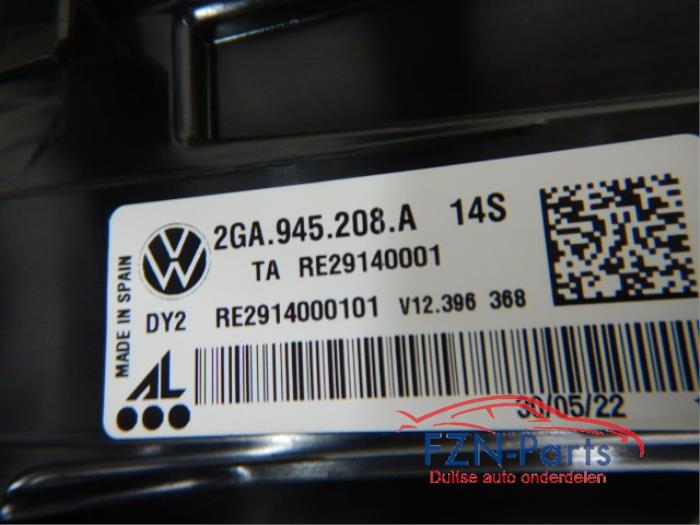 MADE IN SPAIN
2GA.945.208.A 14S
TA RE29140001
DY2 RE2914000101 V12.396 368
AL
30/05/22
FZN-Parts
Duitse auto onderdelen